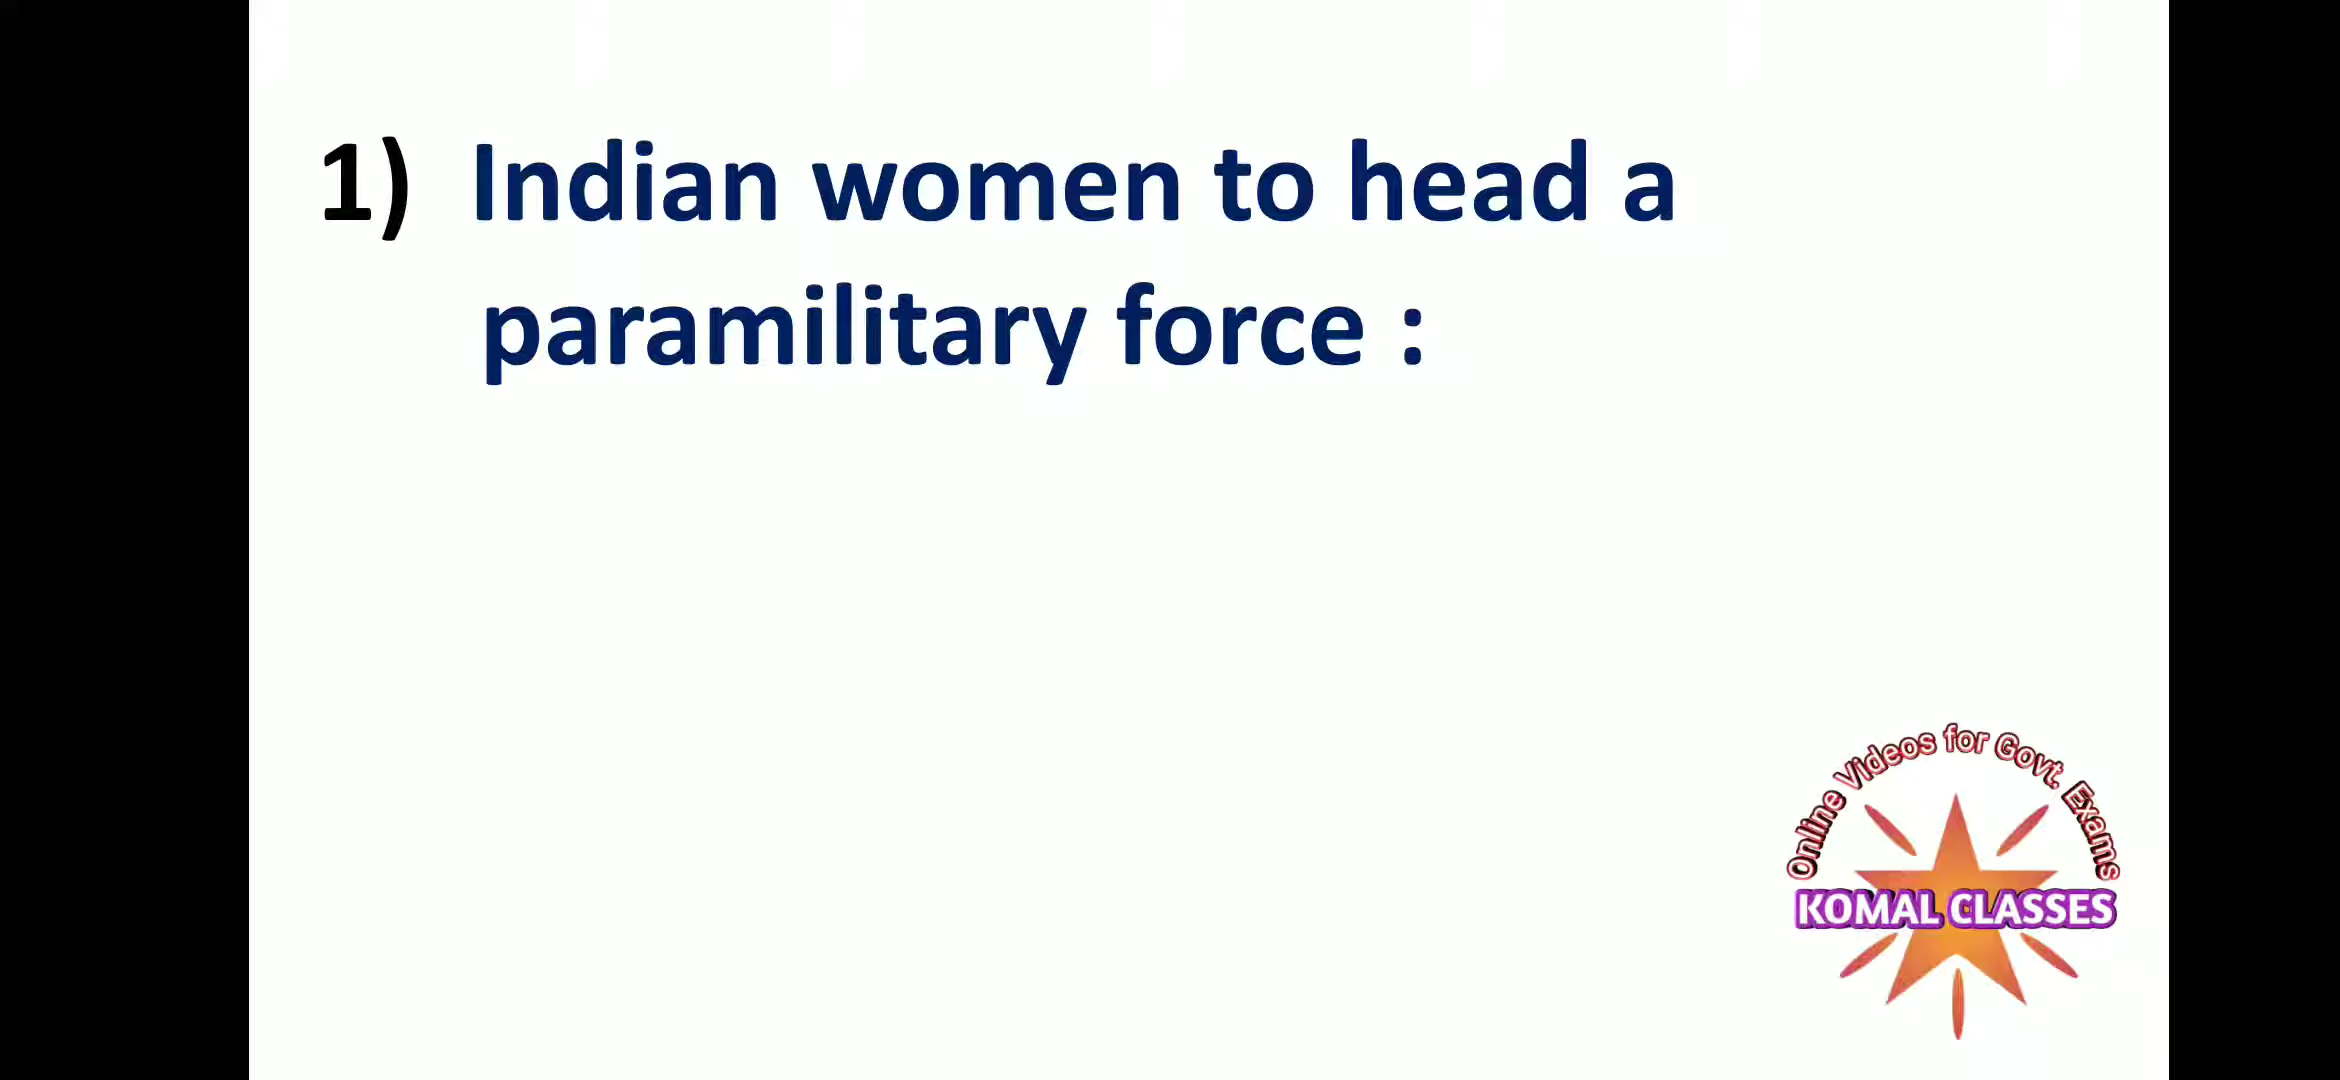 1) Indian women to head a
paramilitary force :
Online Videos for Govt. Exams
KOMAL CLASSES